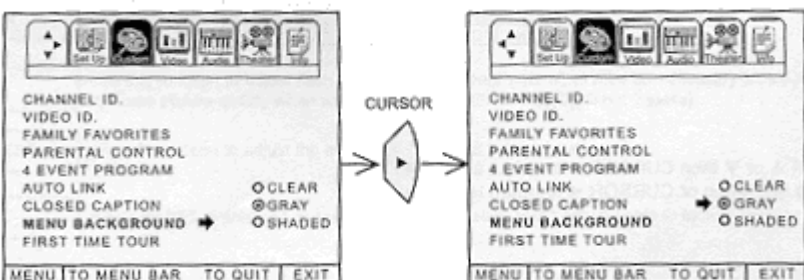 Set Up Custom Video Audio Theater Info
CHANNEL ID.
VIDEO ID.
FAMILY FAVORITES
PARENTAL CONTROL
4 EVENT PROGRAM
AUTO LINK CLEAR
CLOSED CAPTION GRAY
MENU BACKGROUND SHADED
FIRST TIME TOUR
MENU TO MENU BAR TO QUIT EXIT
CURSOR
Set Up Custom Video Audio Theater Info
CHANNEL ID.
VIDEO ID.
FAMILY FAVORITES
PARENTAL CONTROL
4 EVENT PROGRAM
AUTO LINK CLEAR
CLOSED CAPTION GRAY
MENU BACKGROUND SHADED
FIRST TIME TOUR
MENU TO MENU BAR TO QUIT EXIT